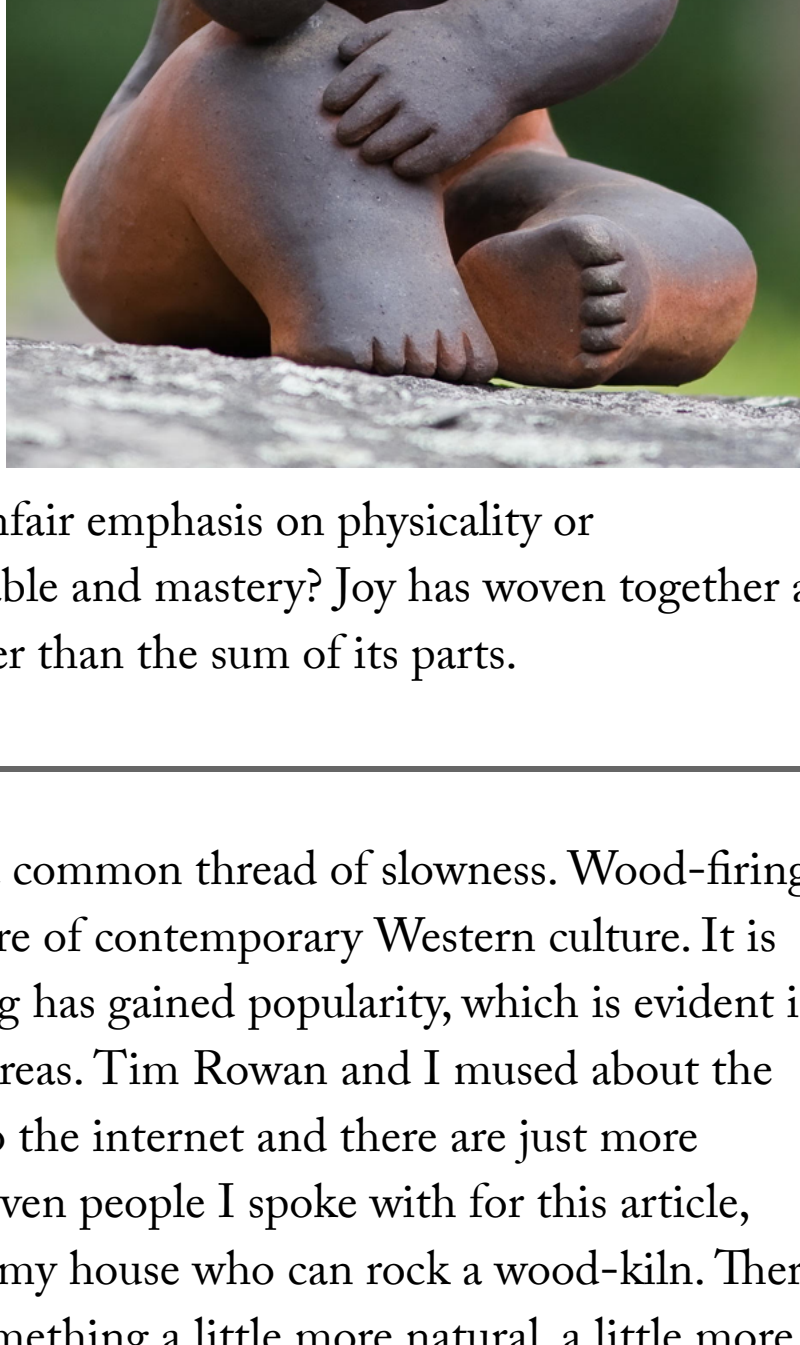 emphasis on physicality or
and mastery? Joy has woven together
than the sum of its parts.
common thread of slowness. Wood-firing
of contemporary Western culture. It is
has gained popularity, which is evident
Tim Rowan and I mused about the
the internet and there are just more
people I spoke with for this article,
my house who can rock a wood-kiln.
a little more natural, a little more